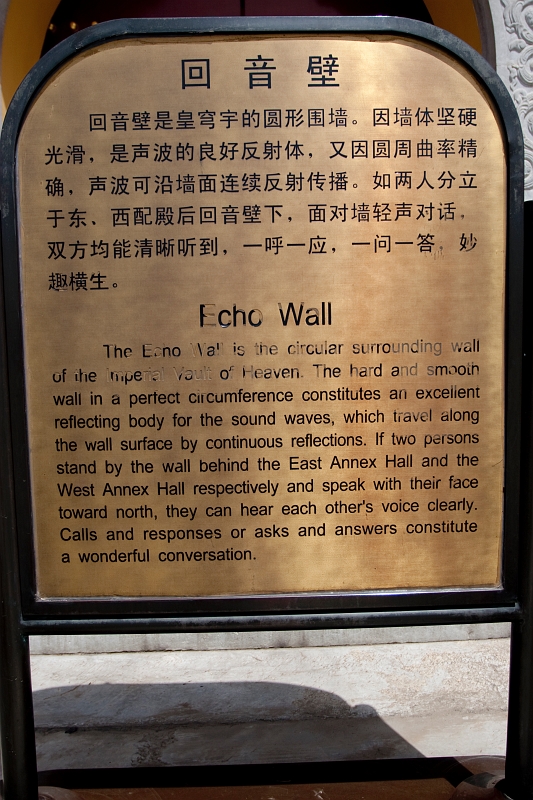 回音壁
回音壁是皇穹宇的圆形围墙。因墙体坚硬
光滑，是声波的良好反射体，又因圆周曲率精
确，声波可沿墙面连续反射传播。如两人分立
于东、西配殿后回音壁下，面对墙轻声对话，
双方均能清晰听到，一呼一应，一问一答，妙
趣横生。
Echo Wall
The Echo Wall is the circular surrounding wall
of the Imperial Vault of Heaven. The hard and smooth
wall in a perfect circumference constitutes an excellent
reflecting body for the sound waves, which travel along
the wall surface by continuous reflections. If two persons
stand by the wall behind the East Annex Hall and the
West Annex Hall respectively and speak with their face
toward north, they can hear each other's voice clearly.
Calls and responses or asks and answers constitute
a wonderful conversation.